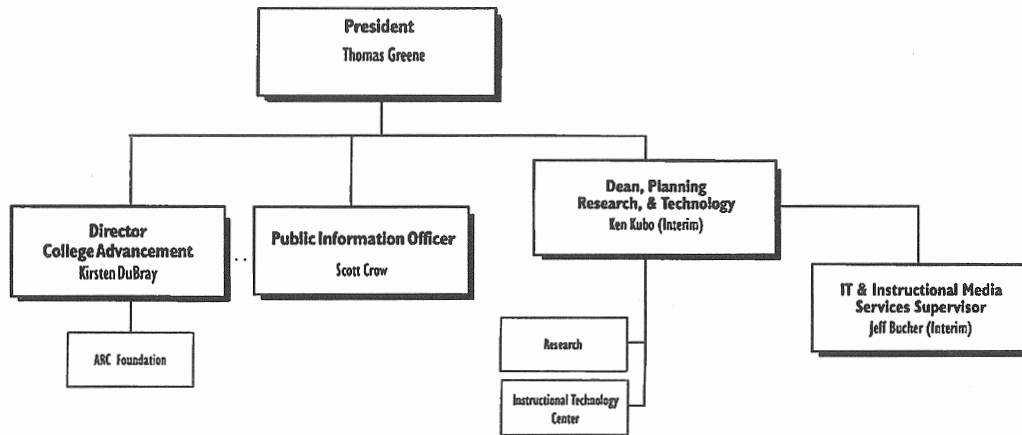 President
Thomas Greene
Director
College Advancement
Kirsten DuBray
Public Information Officer
Scott Crow
Dean, Planning
Research, & Technology
Ken Kubo (Interim)
IT & Instructional Media
Services Supervisor
Jeff Bucher (Interim)
ARC Foundation
Research
Instructional Technology
Center